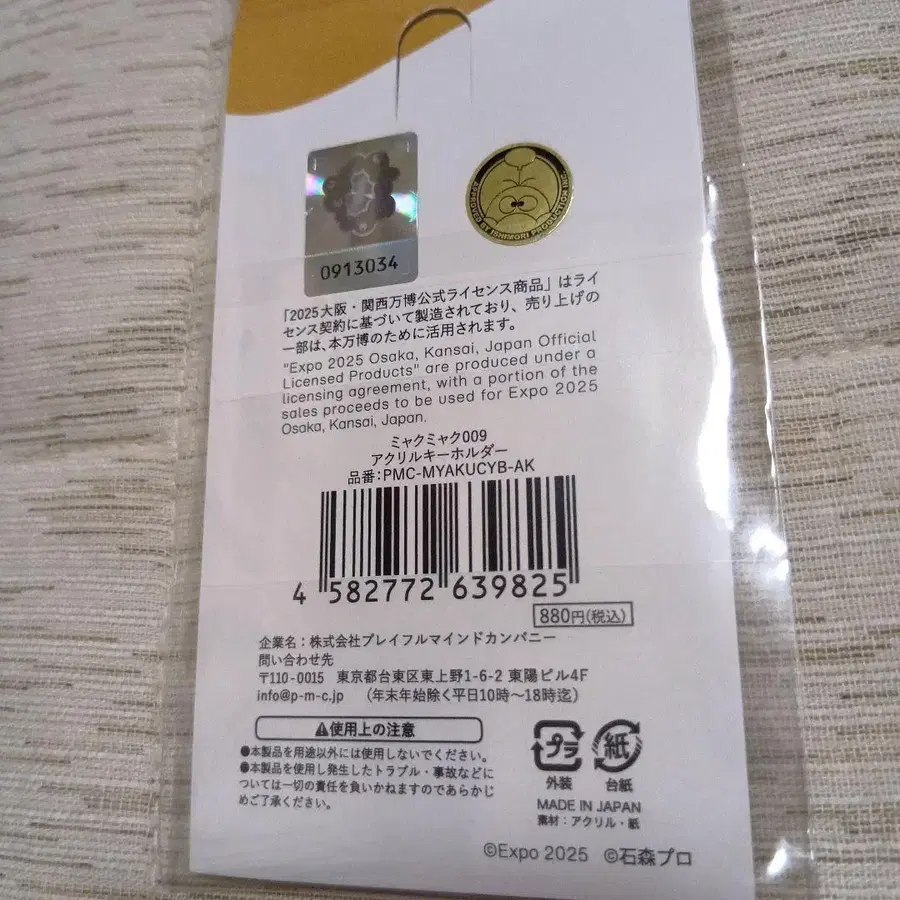 0913034
APPROVED BY ISHIMORI PRODUCTION INC.
「2025大阪・関西万博公式ライセンス商品」はライ
センス契約に基づいて製造されており、売り上げの
一部は、本万博のために活用されます。
"Expo 2025 Osaka, Kansai, Japan Official
Licensed Products" are produced under a
licensing agreement, with a portion of the
sales proceeds to be used for Expo 2025
Osaka, Kansai, Japan.
ミャクミャク009
アクリルキーホルダー
品番:PMC-MYAKUCYB-AK
4 582772 639825
880円(税込)
企業名：株式会社プレイフルマインドカンパニー
問い合わせ先
〒110-0015 東京都台東区東上野1-6-2 東陽ビル4F
info@p-m-c.jp （年末年始除く平日10時～18時迄）
⚠使用上の注意
●本製品を用途以外には使用しないでください。
●本製品を使用し発生したトラブル・事故などに
ついては一切の責任を負いかねますのであらかじ
めご了承ください。
プラ 紙
外装 台紙
MADE IN JAPAN
素材：アクリル・紙
©Expo 2025 ©石森プロ